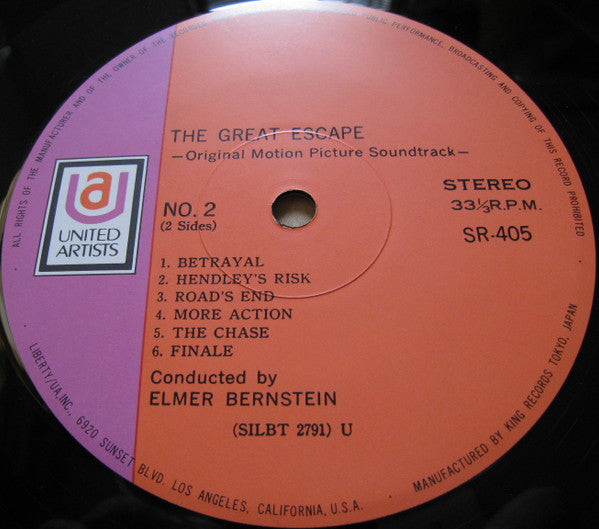 ALL RIGHTS OF THE MANUFACTURER AND OF THE OWNER OF THE
PUBLIC PERFORMANCE, BROADCASTING AND COPYING OF THIS RECORD PROHIBITED
THE GREAT ESCAPE
—Original Motion Picture Soundtrack—
UA
UNITED
ARTISTS
NO. 2
(2 Sides)
STEREO
33⅓R.P.M.
SR-405
1. BETRAYAL
2. HENDLEY'S RISK
3. ROAD'S END
4. MORE ACTION
5. THE CHASE
6. FINALE
Conducted by
ELMER BERNSTEIN
(SILBT 2791) U
LIBERTY/UA, INC., 6920 SUNSET BLVD. LOS ANGELES, CALIFORNIA, U.S.A.
• MANUFACTURED BY KING RECORDS TOKYO, JAPAN